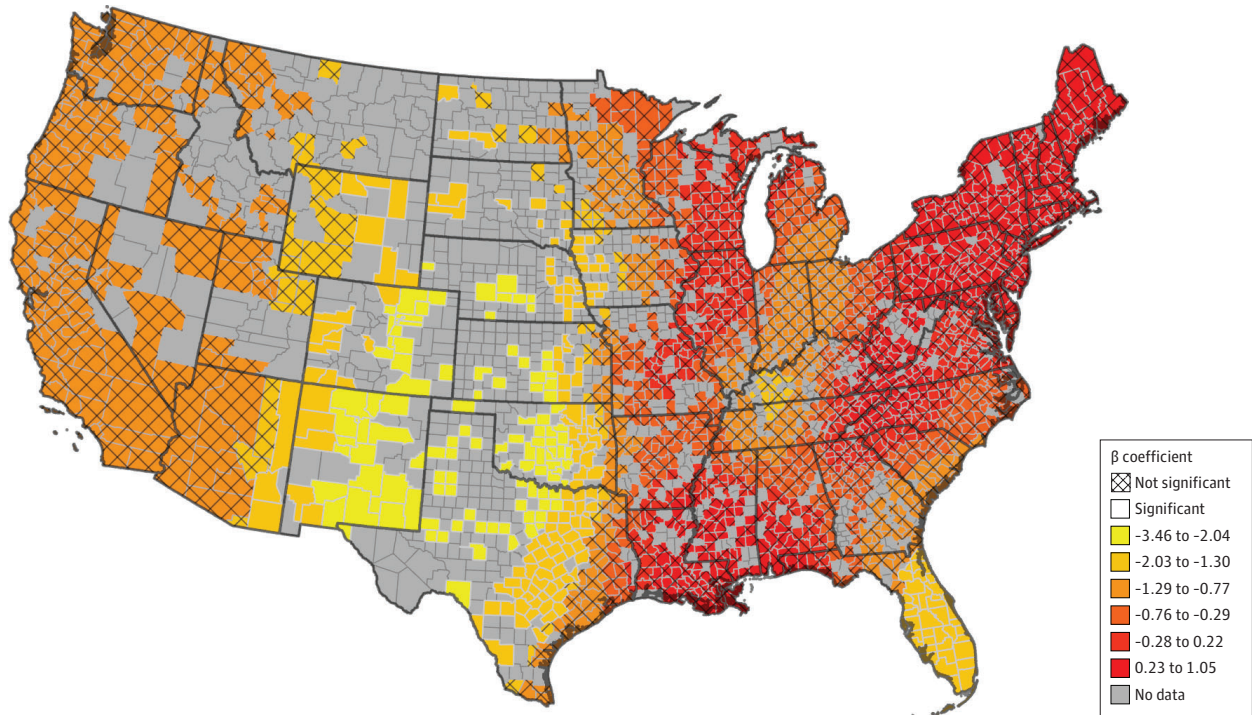 β coefficient
Not significant
Significant
-3.46 to -2.04
-2.03 to -1.30
-1.29 to -0.77
-0.76 to -0.29
-0.28 to 0.22
0.23 to 1.05
No data